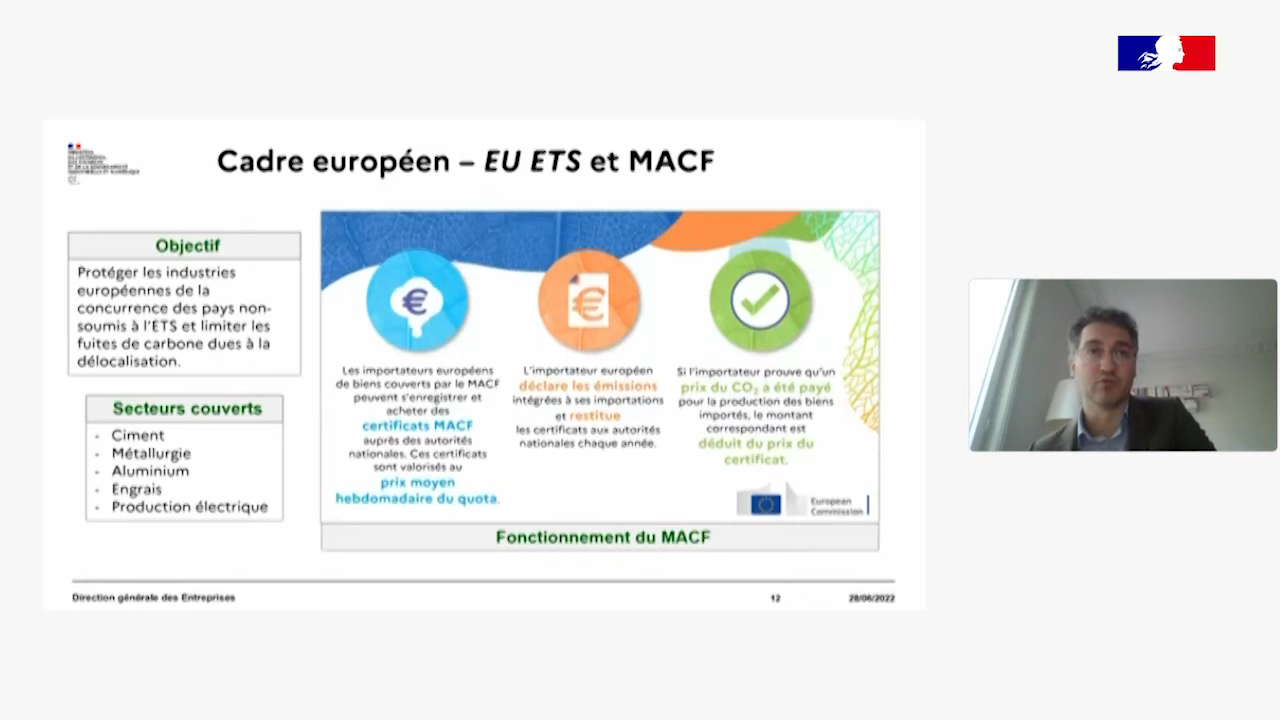 Cadre européen – EU ETS et MACF
Objectif
Protéger les industries
européennes de la
concurrence des pays non-
soumis à l'ETS et limiter les
fuites de carbone dues à la
délocalisation.
Secteurs couverts
- Ciment
- Métallurgie
- Aluminium
- Engrais
- Production électrique
Les importateurs européens
de biens couverts par le MACF
peuvent s'enregistrer et
acheter des
certificats MACF
auprès des autorités
nationales. Ces certificats
sont valorisés au
prix moyen
hebdomadaire du quota.
L'importateur européen
déclare les émissions
intégrées à ses importations
et restitue
les certificats aux autorités
nationales chaque année.
Si l'importateur prouve qu'un
prix du CO₂ a été payé
pour la production des biens
importés, le montant
correspondant est
déduit du prix du
certificat.
European
Commission
Fonctionnement du MACF
Direction générale des Entreprises
12
28/06/2022